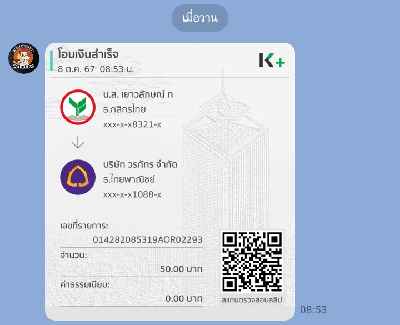 เมื่อวาน
โอนเงินสำเร็จ
8 ต.ค. 67 08:53 น.
K+
น.ส. เยาวลักษณ์ ท
ธ.กสิกรไทย
xxx-x-x8321-x
บริษัท วรภัทร จำกัด
ธ.ไทยพาณิชย์
xxx-x-x1088-x
เลขที่รายการ:
014282085319AOR02293
จำนวน:
50.00 บาท
ค่าธรรมเนียม:
0.00 บาท
สแกนตรวจสอบสลิป
08:53